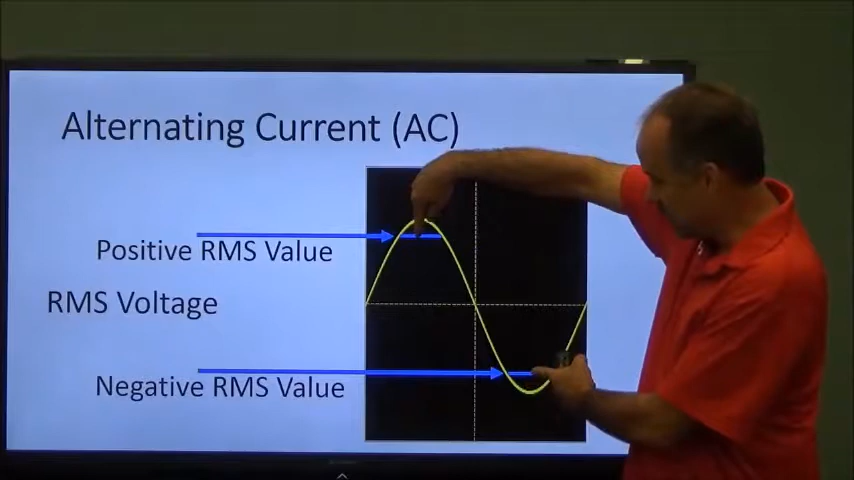 Alternating Current (AC)
Positive RMS Value
RMS Voltage
Negative RMS Value